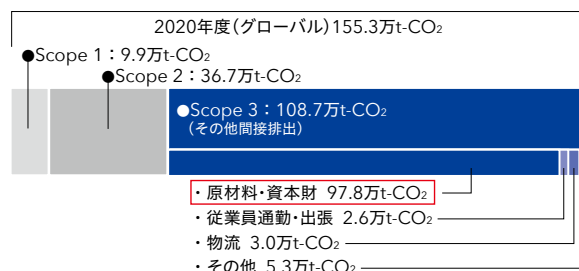 2020年度(グローバル)155.3万t-CO₂
●Scope 1：9.9万t-CO₂
●Scope 2：36.7万t-CO₂
●Scope 3：108.7万t-CO₂
(その他間接排出)
・原材料・資本財 97.8万t-CO₂
・従業員通勤・出張 2.6万t-CO₂
・物流 3.0万t-CO₂
・その他 5.3万t-CO₂